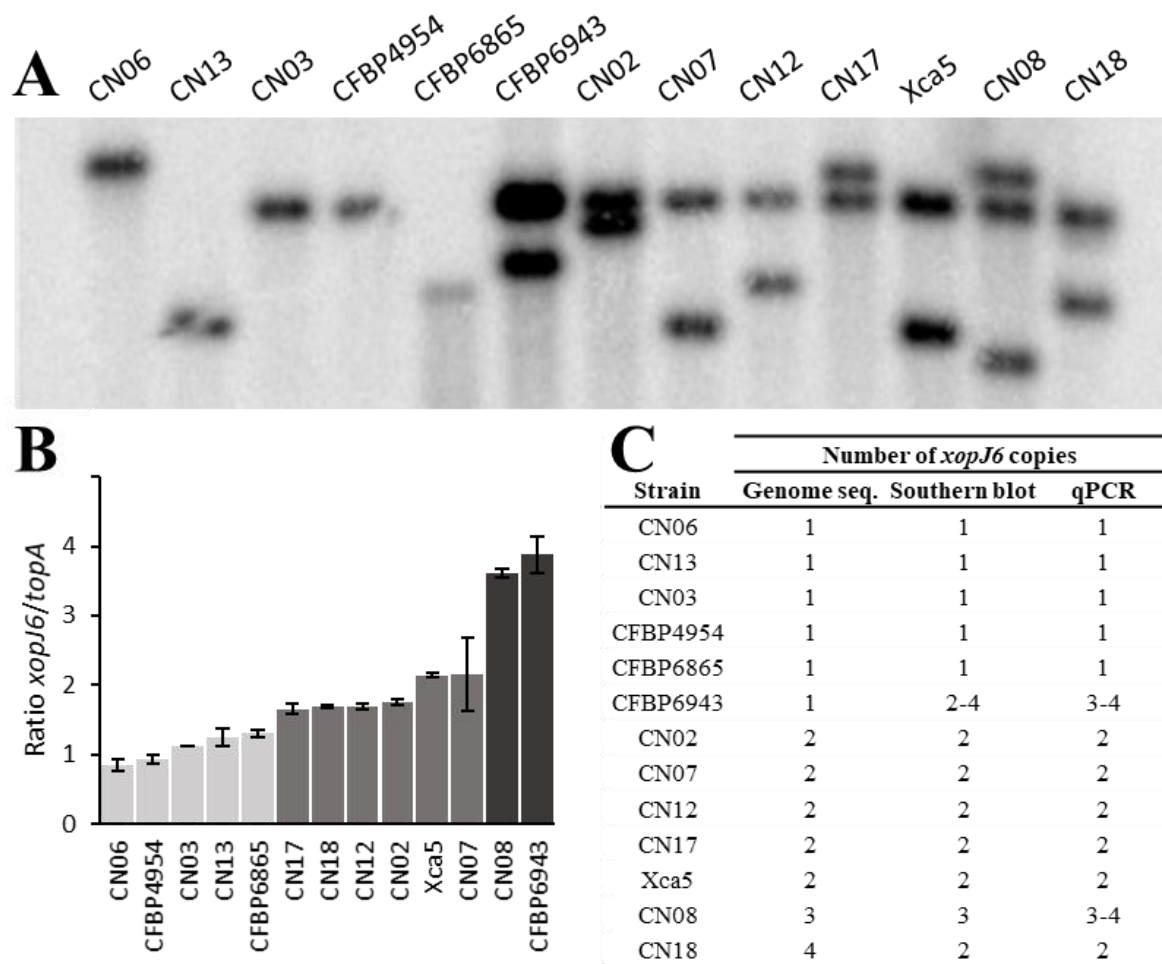 A
CN06 CN13 CN03 CFBP4954 CFBP6865 CFBP6943 CN02 CN07 CN12 CN17 Xca5 CN08 CN18
B
Ratio xopJ6/topA
4
3
2
1
0
CN06 CFBP4954 CN03 CN13 CFBP6865 CN17 CN18 CN12 CN02 Xca5 CN07 CN08 CFBP6943
C
Number of xopJ6 copies
Strain Genome seq. Southern blot qPCR
CN06 1 1 1
CN13 1 1 1
CN03 1 1 1
CFBP4954 1 1 1
CFBP6865 1 1 1
CFBP6943 1 2-4 3-4
CN02 2 2 2
CN07 2 2 2
CN12 2 2 2
CN17 2 2 2
Xca5 2 2 2
CN08 3 3 3-4
CN18 4 2 2